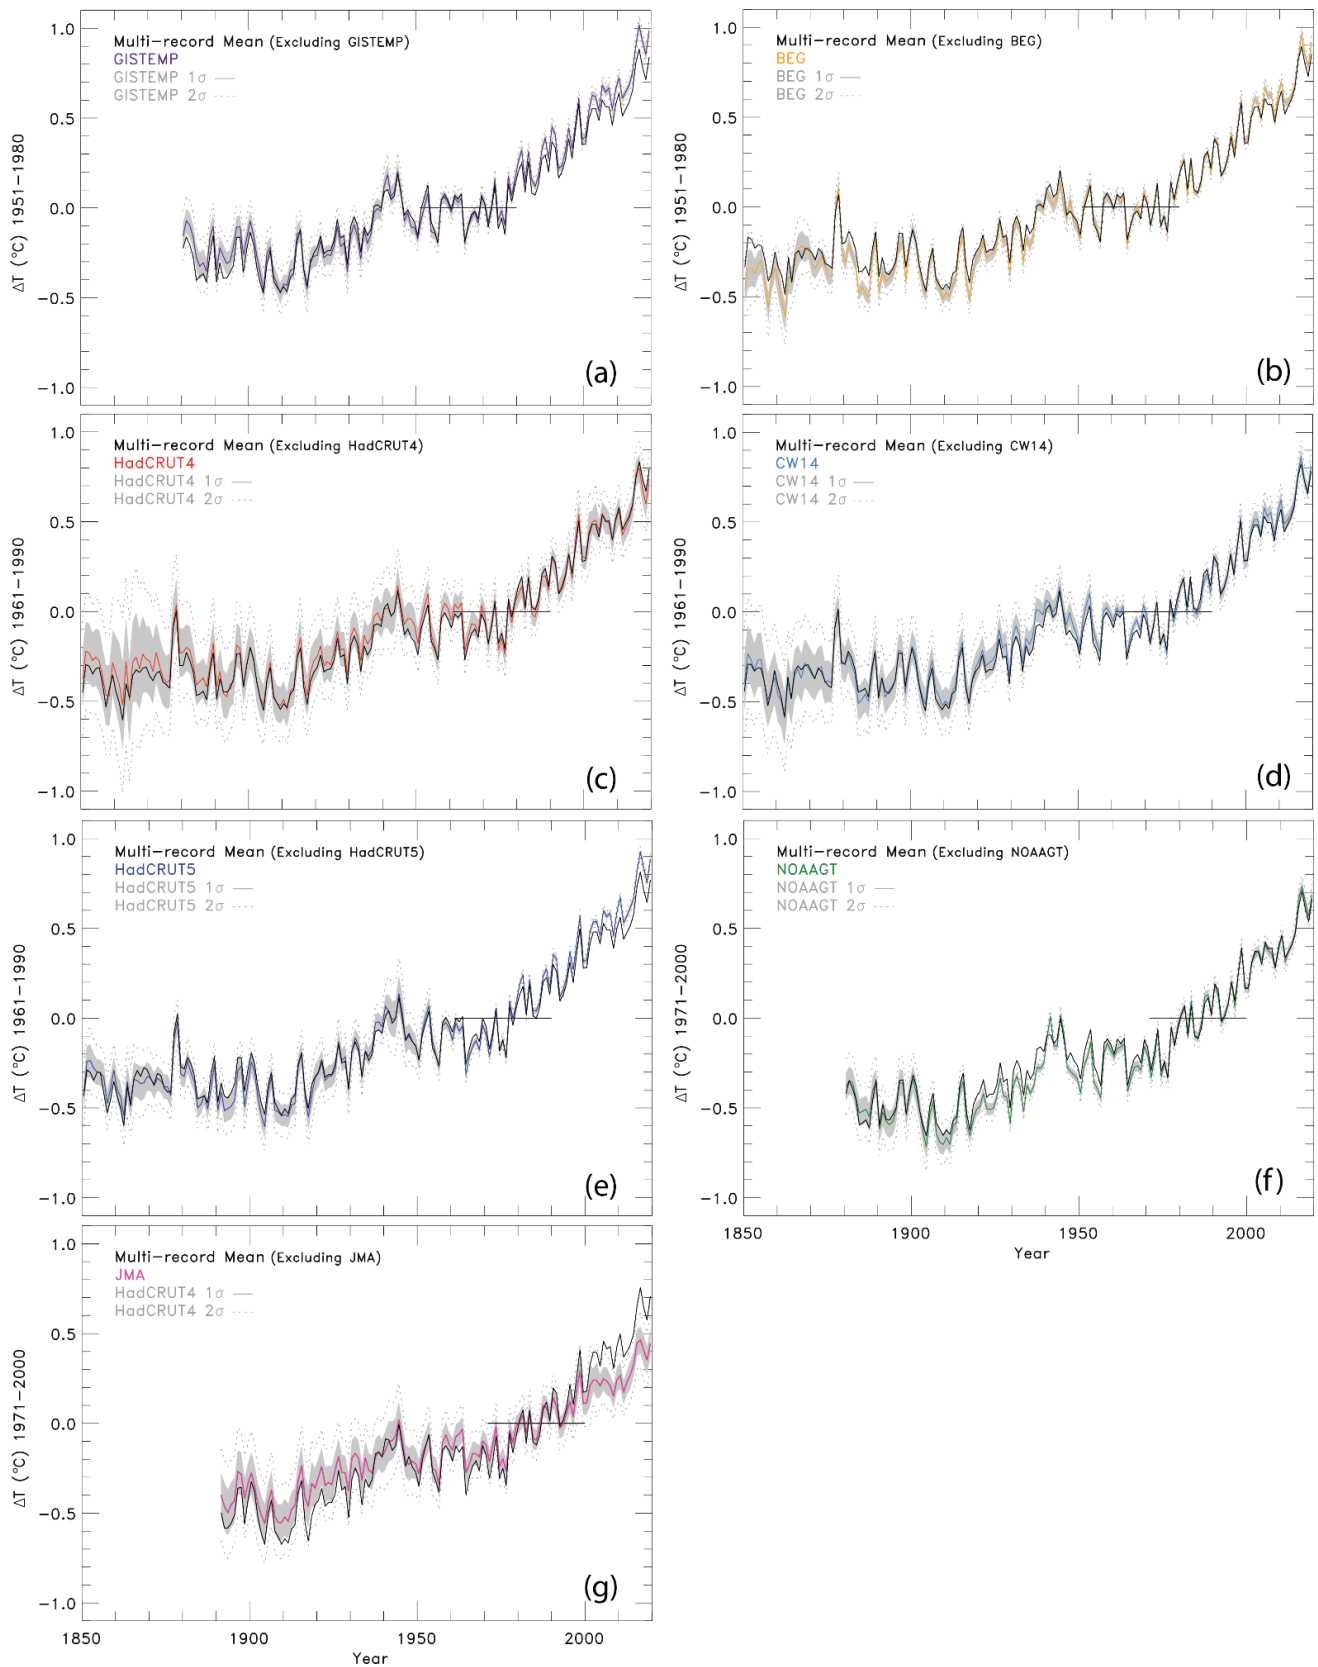 Multi-record Mean (Excluding GISTEMP)
GISTEMP
GISTEMP 1σ
GISTEMP 2σ
1.0
0.5
0.0
-0.5
-1.0
ΔT (°C) 1951-1980
(a)
Multi-record Mean (Excluding BEG)
BEG
BEG 1σ
BEG 2σ
1.0
0.5
0.0
-0.5
-1.0
ΔT (°C) 1951-1980
(b)
Multi-record Mean (Excluding HadCRUT4)
HadCRUT4
HadCRUT4 1σ
HadCRUT4 2σ
1.0
0.5
0.0
-0.5
-1.0
ΔT (°C) 1961-1990
(c)
Multi-record Mean (Excluding CW14)
CW14
CW14 1σ
CW14 2σ
1.0
0.5
0.0
-0.5
-1.0
ΔT (°C) 1961-1990
(d)
Multi-record Mean (Excluding HadCRUT5)
HadCRUT5
HadCRUT5 1σ
HadCRUT5 2σ
1.0
0.5
0.0
-0.5
-1.0
ΔT (°C) 1961-1990
(e)
Multi-record Mean (Excluding NOAAGT)
NOAAGT
NOAAGT 1σ
NOAAGT 2σ
1.0
0.5
0.0
-0.5
-1.0
ΔT (°C) 1971-2000
(f)
1850 1900 1950 2000
Year
Multi-record Mean (Excluding JMA)
JMA
HadCRUT4 1σ
HadCRUT4 2σ
1.0
0.5
0.0
-0.5
-1.0
ΔT (°C) 1971-2000
(g)
1850 1900 1950 2000
Year